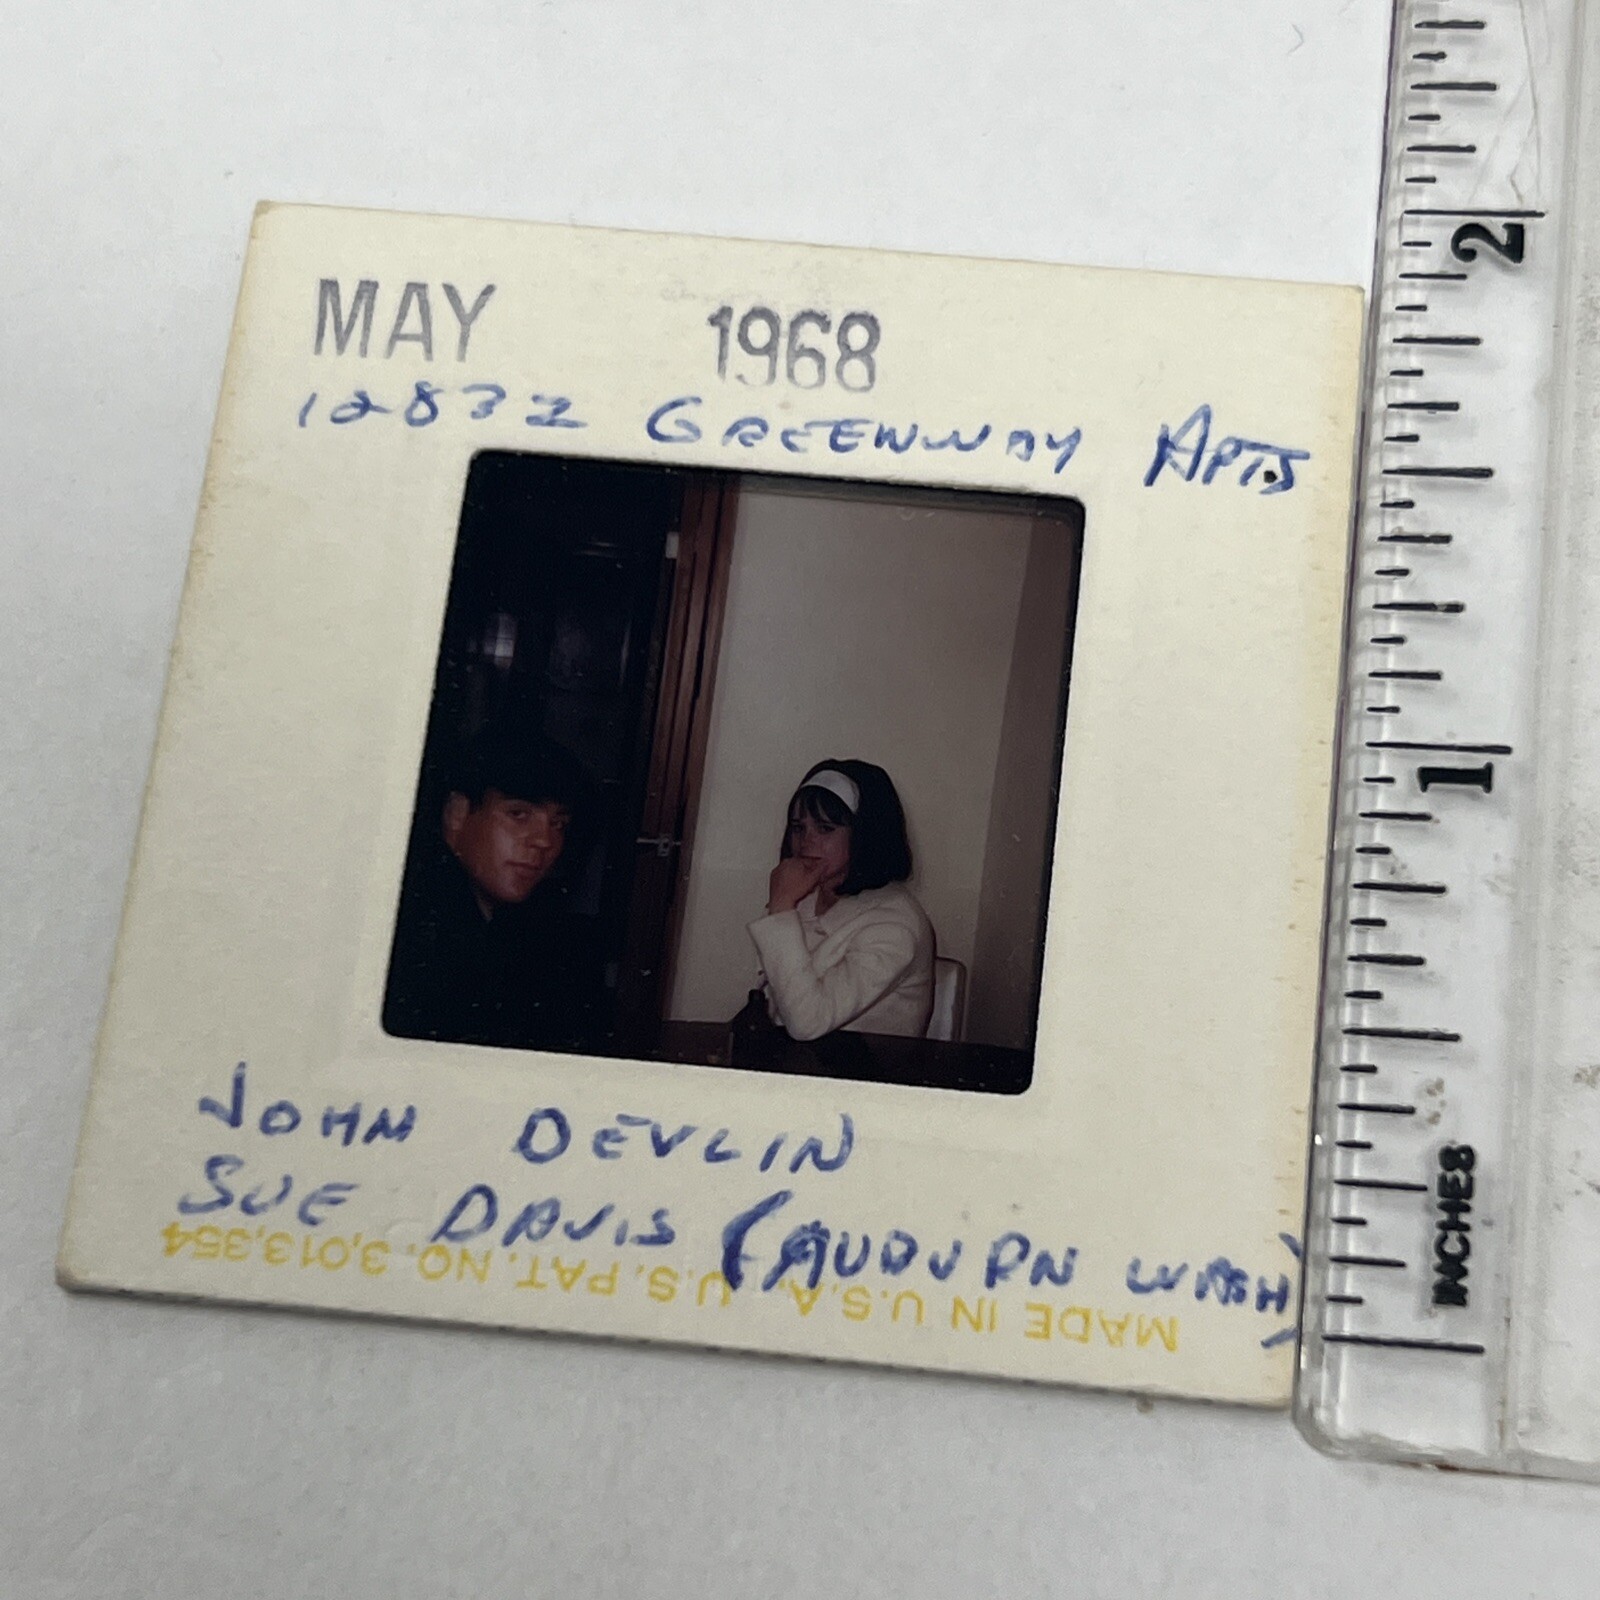 MAY 1968
12832 GREENWAY APTS
JOHN DEVLIN
SUE DAVIS (AUBURN WASH)
MADE IN U.S.A. U.S. PAT. NO. 3,013,354
2
1
INCHES